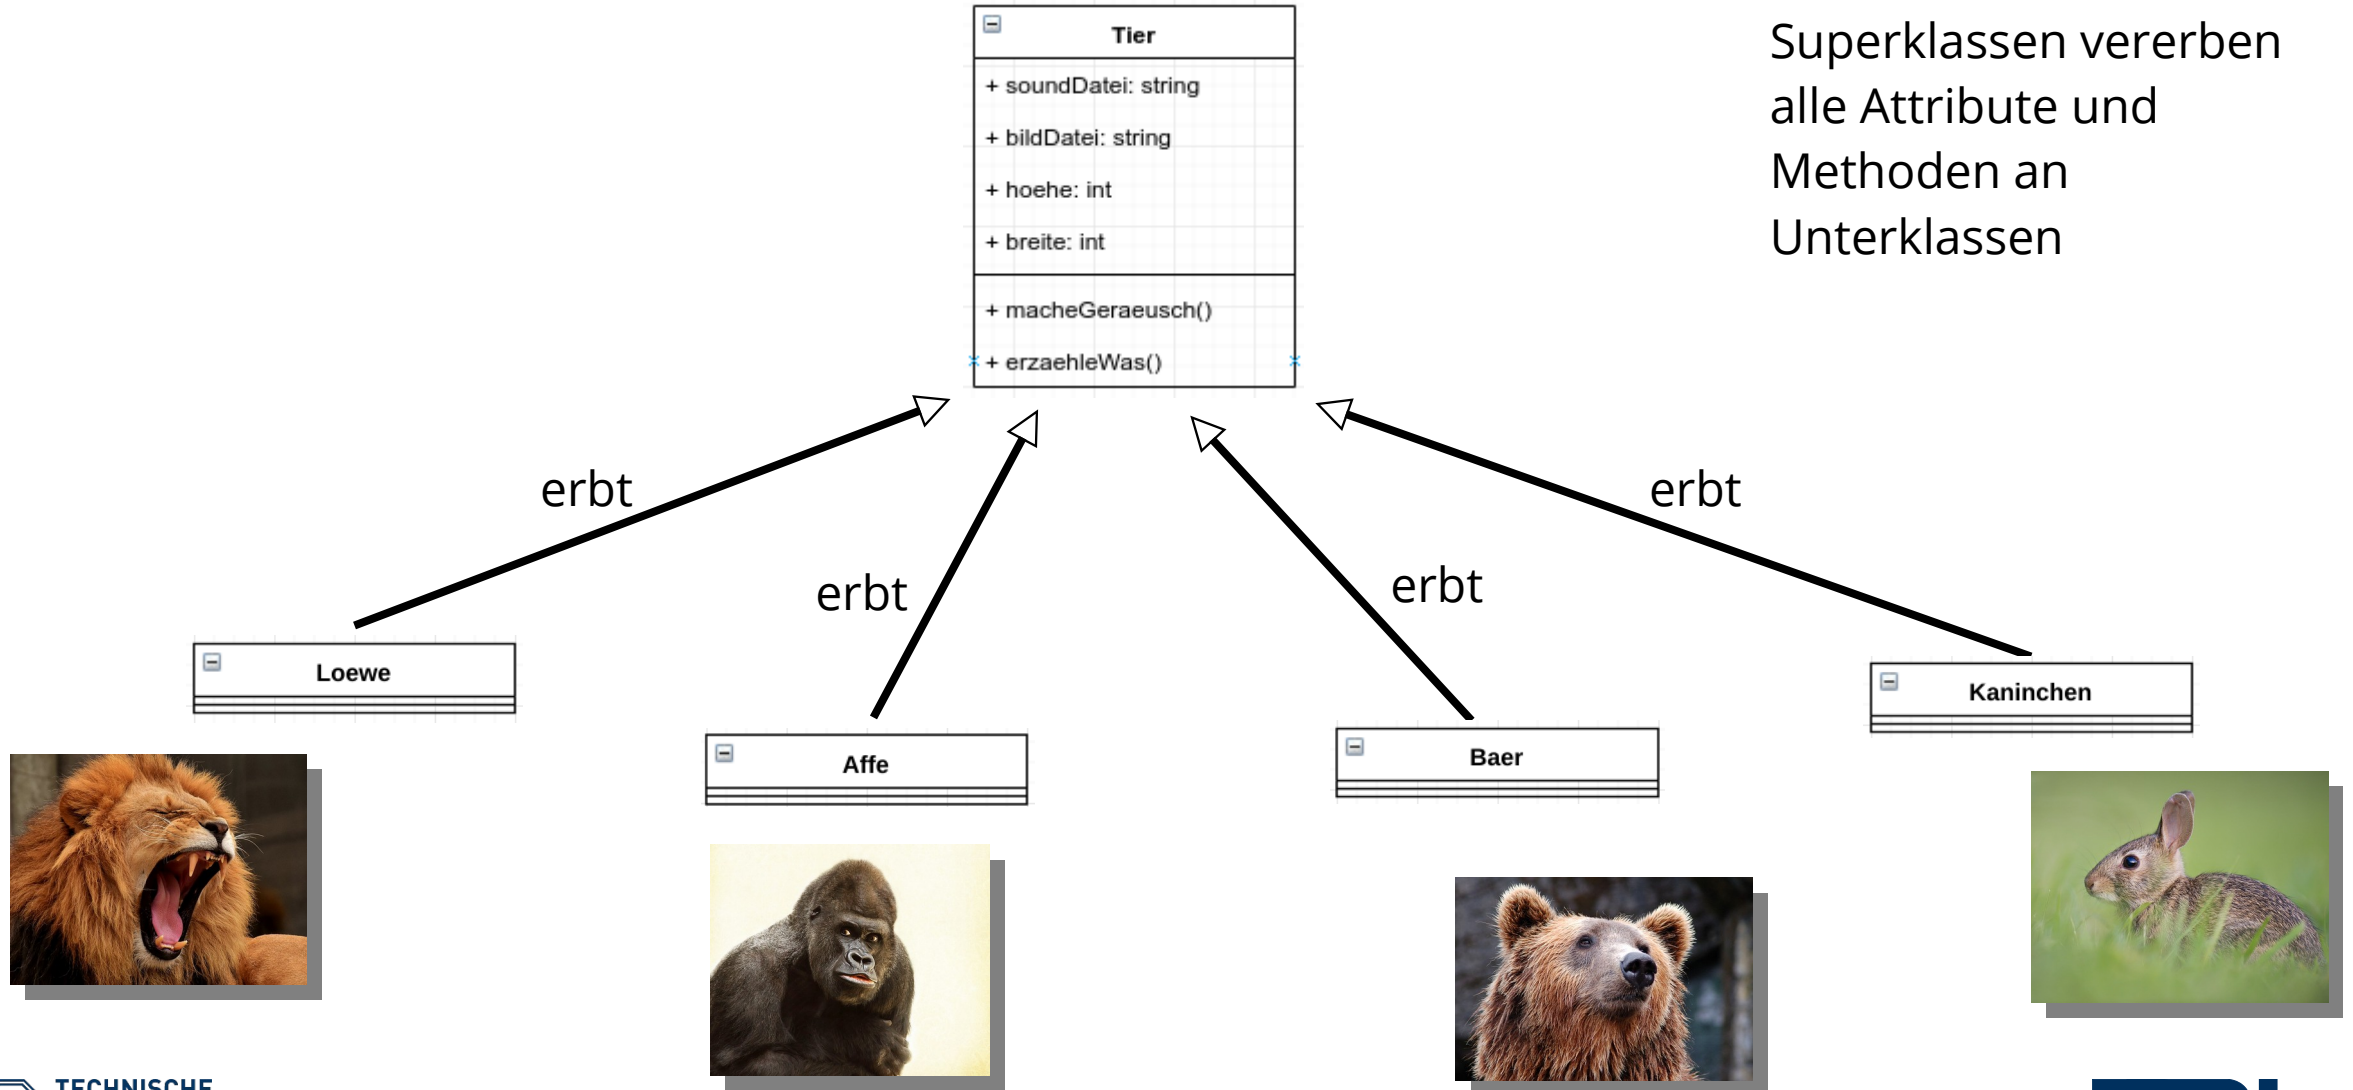 Tier
+ soundDatei: string
+ bildDatei: string
+ hoehe: int
+ breite: int
+ macheGeraeusch()
+ erzaehleWas()
Superklassen vererben
alle Attribute und
Methoden an
Unterklassen
erbt
erbt
erbt
erbt
Loewe
Affe
Baer
Kaninchen
TECHNISCHE